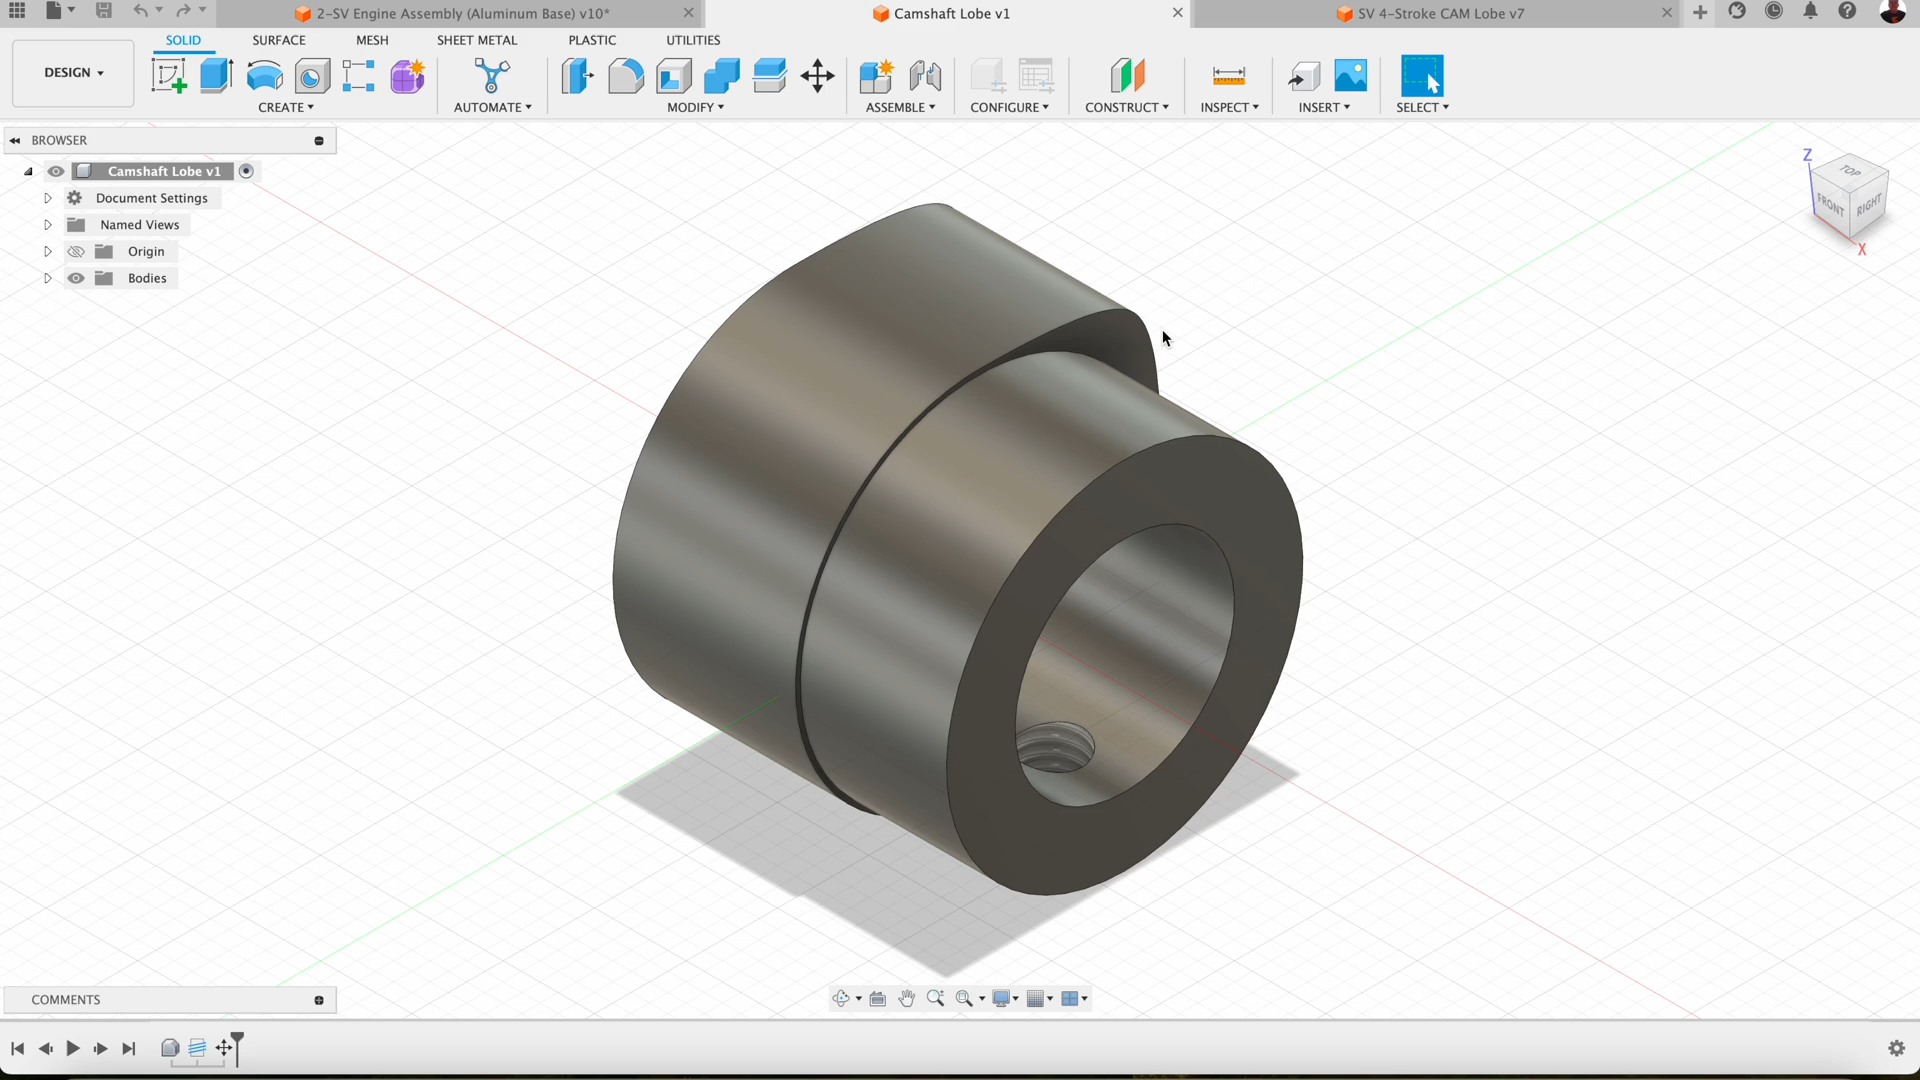 2-SV Engine Assembly (Aluminum Base) v10*
Camshaft Lobe v1
SV 4-Stroke CAM Lobe v7
SOLID SURFACE MESH SHEET METAL PLASTIC UTILITIES
DESIGN
CREATE AUTOMATE MODIFY ASSEMBLE CONFIGURE CONSTRUCT INSPECT INSERT SELECT
BROWSER
Camshaft Lobe v1
Document Settings
Named Views
Origin
Bodies
Z
TOP
FRONT
RIGHT
X
COMMENTS